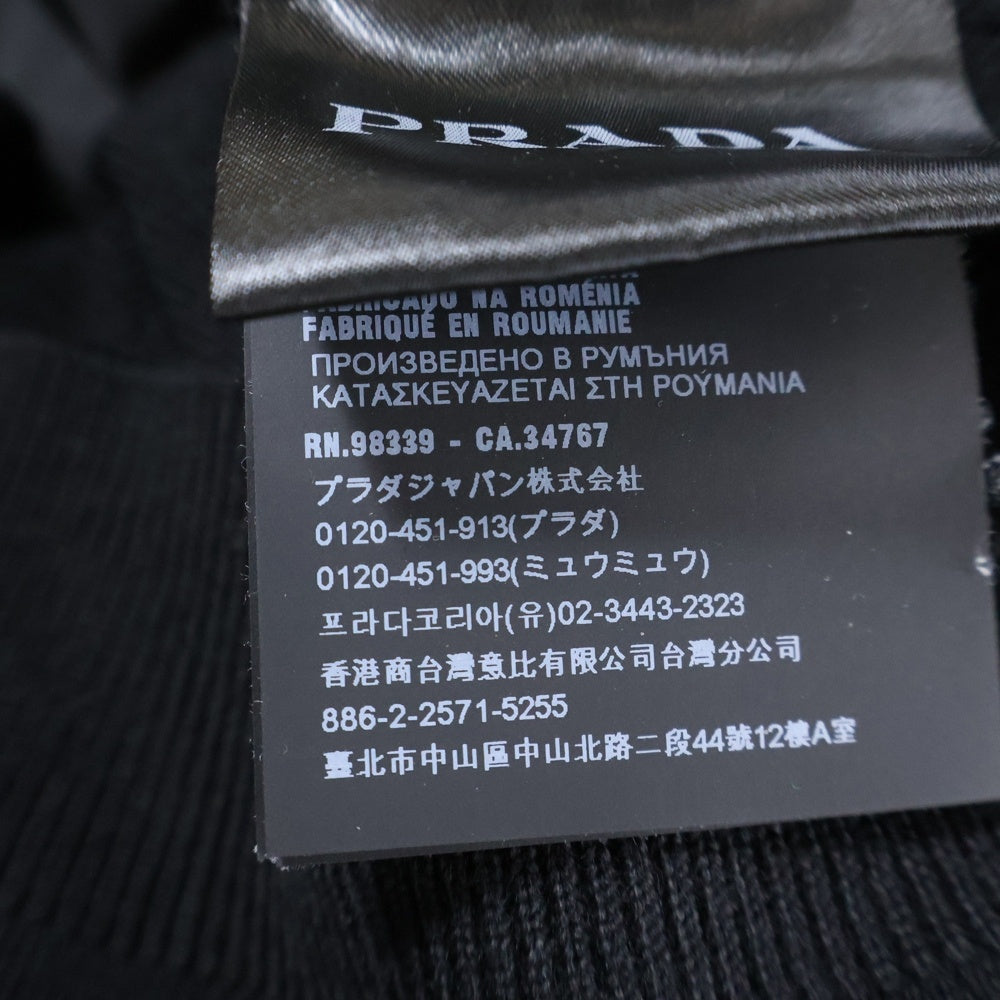 PRADA
FABRICADO NA ROMÉNIA
FABRIQUÉ EN ROUMANIE
ПРОИЗВЕДЕНО В РУМЪНИЯ
ΚΑΤΑΣΚΕΥΑΖΕΤΑΙ ΣΤΗ ΡΟΥΜΑΝΙΑ
RN.98339 - CA.34767
プラダジャパン株式会社
0120-451-913(プラダ)
0120-451-993(ミュウミュウ)
프라다코리아(유)02-3443-2323
香港商台灣意比有限公司台灣分公司
886-2-2571-5255
臺北市中山區中山北路二段44號12樓A室